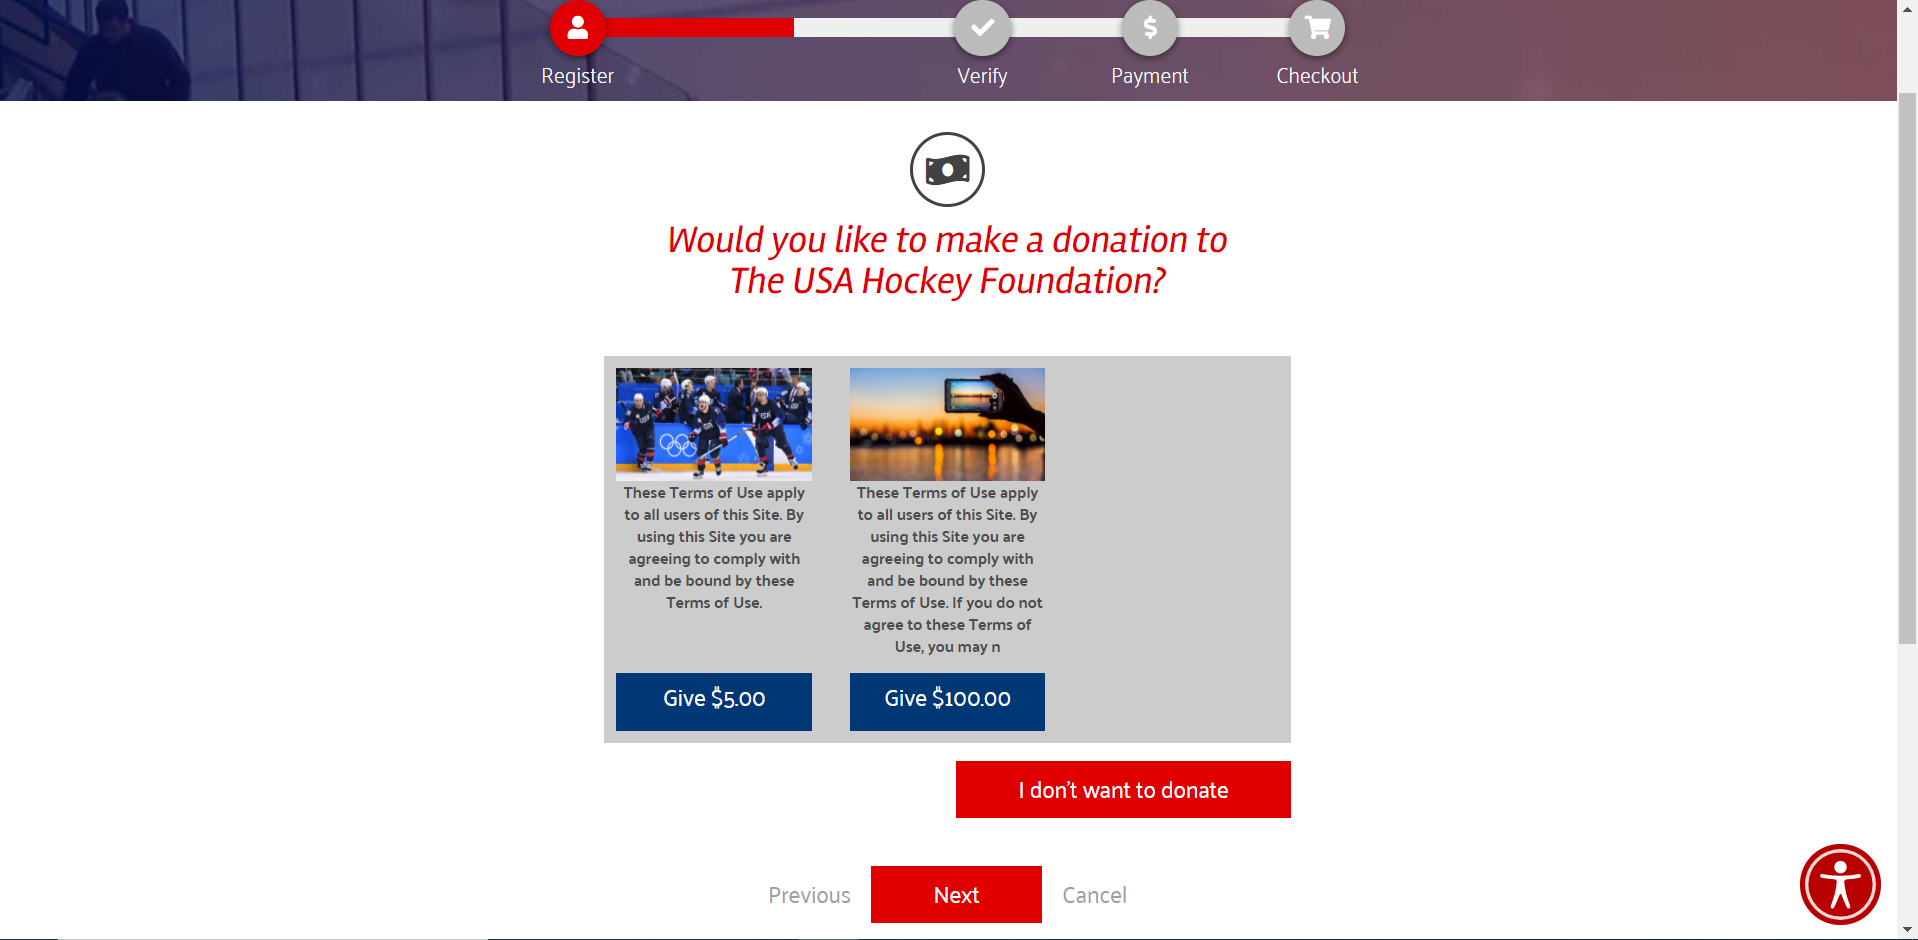 Register
Verify
Payment
Checkout
Would you like to make a donation to
The USA Hockey Foundation?
USA
USA
These Terms of Use apply
to all users of this Site. By
using this Site you are
agreeing to comply with
and be bound by these
Terms of Use.
Give $5.00
These Terms of Use apply
to all users of this Site. By
using this Site you are
agreeing to comply with
and be bound by these
Terms of Use. If you do not
agree to these Terms of
Use, you may n
Give $100.00
I don't want to donate
Previous
Next
Cancel